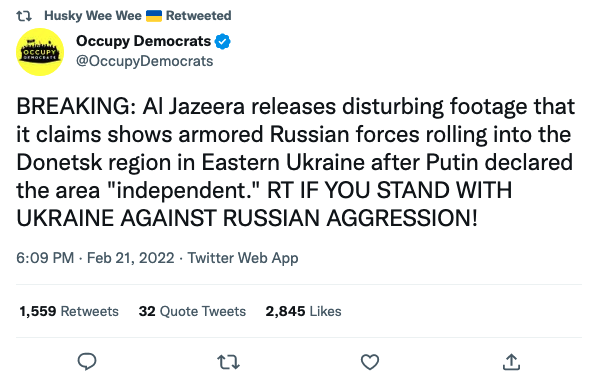 Husky Wee Wee 🇺🇦 Retweeted
OCCUPY
DEMOCRATS
Occupy Democrats
@OccupyDemocrats
BREAKING: Al Jazeera releases disturbing footage that
it claims shows armored Russian forces rolling into the
Donetsk region in Eastern Ukraine after Putin declared
the area "independent." RT IF YOU STAND WITH
UKRAINE AGAINST RUSSIAN AGGRESSION!
6:09 PM · Feb 21, 2022 · Twitter Web App
1,559 Retweets 32 Quote Tweets 2,845 Likes